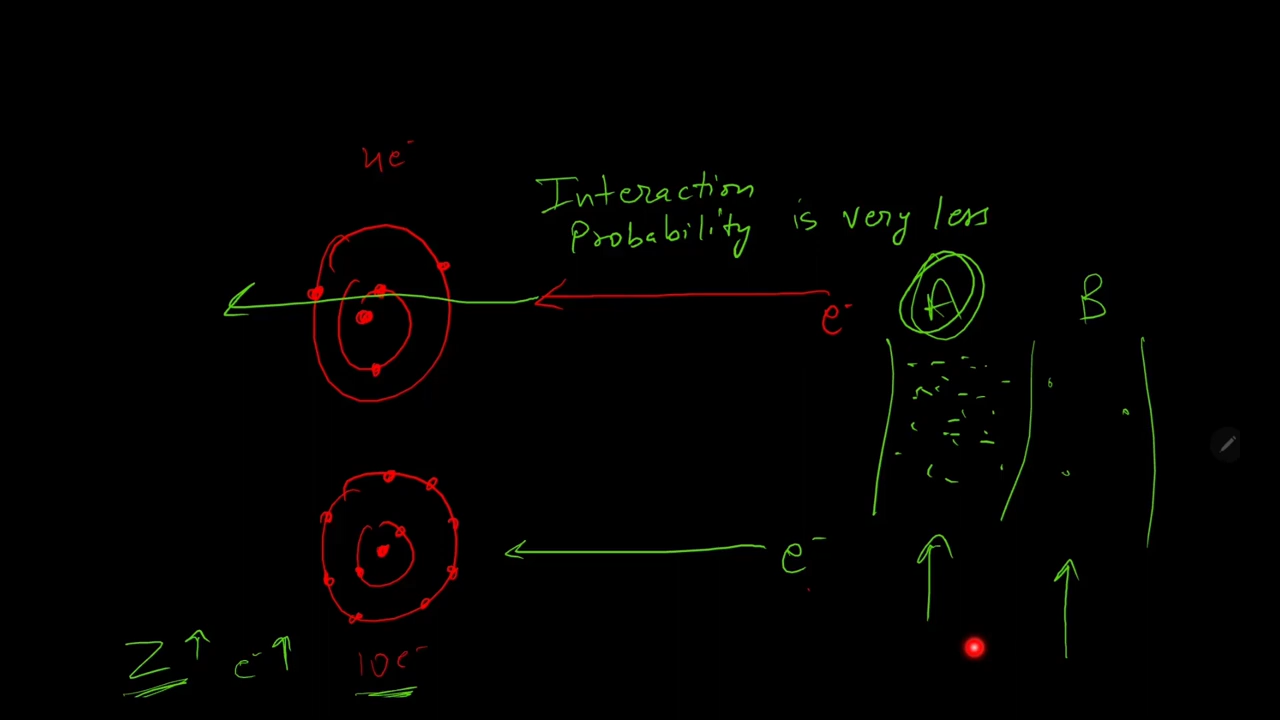 4e⁻
Interaction
Probability is very less
e⁻
A
B
e⁻
Z↑ e⁻↑
10e⁻